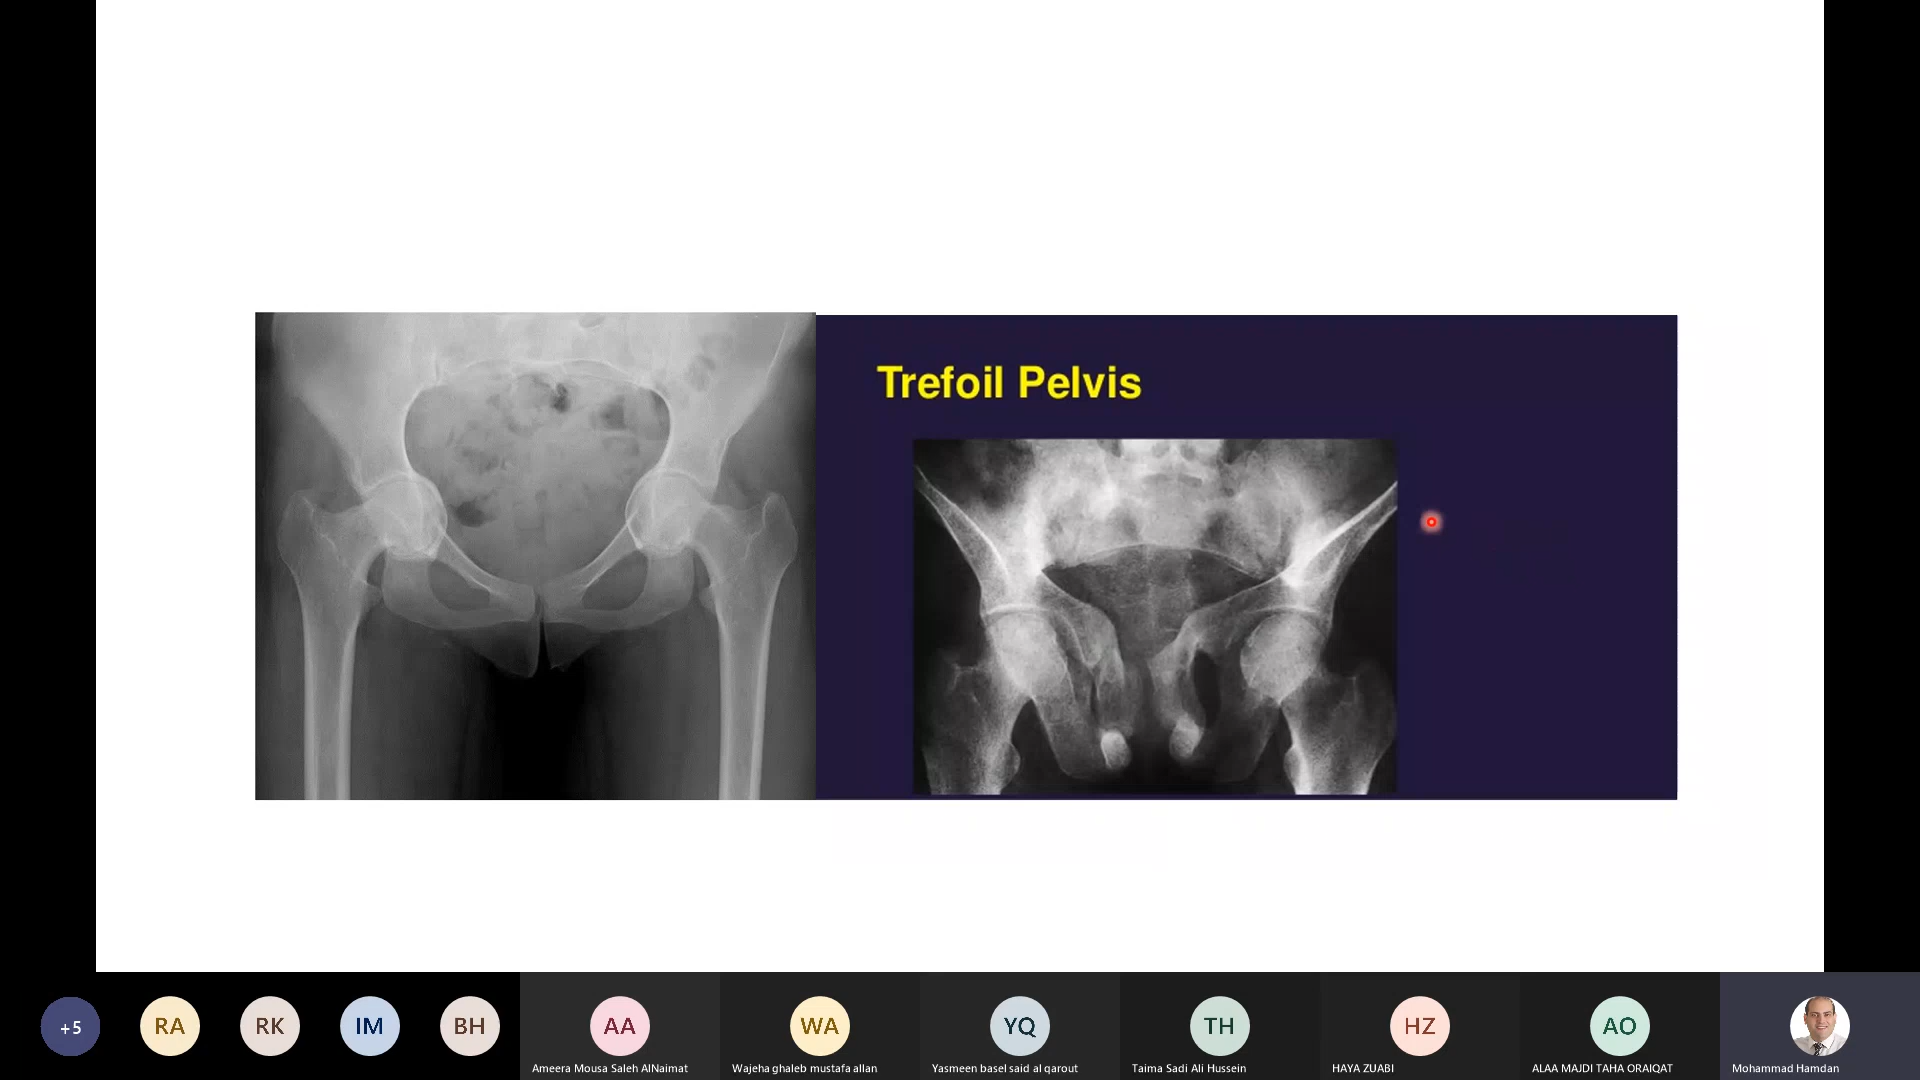 Trefoil Pelvis
+5
RA
RK
IM
BH
AA
WA
YQ
TH
HZ
AO
Ameera Mousa Saleh AlNaimat
Wajeha ghaleb mustafa allan
Yasmeen basel said al qarout
Taima Sadi Ali Hussein
HAYA ZUABI
ALAA MAJDI TAHA ORAIQAT
Mohammad Hamdan